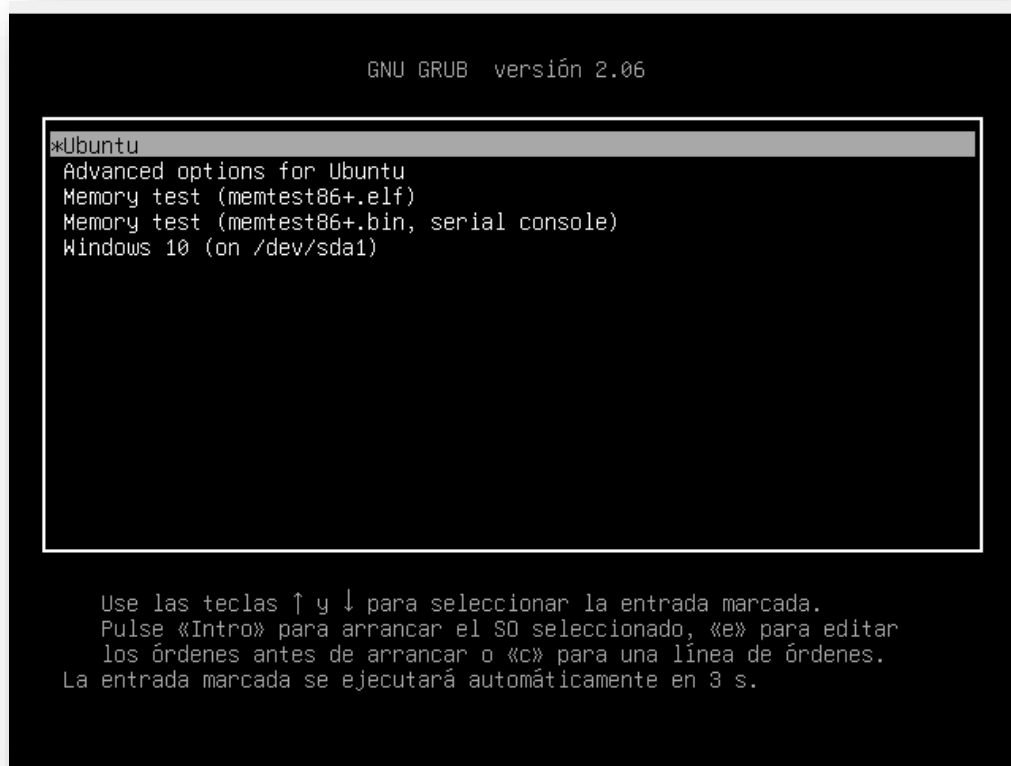 GNU GRUB versión 2.06
*Ubuntu
Advanced options for Ubuntu
Memory test (memtest86+.elf)
Memory test (memtest86+.bin, serial console)
Windows 10 (on /dev/sda1)
Use las teclas ↑ y ↓ para seleccionar la entrada marcada.
Pulse «Intro» para arrancar el SO seleccionado, «e» para editar
los órdenes antes de arrancar o «c» para una línea de órdenes.
La entrada marcada se ejecutará automáticamente en 3 s.